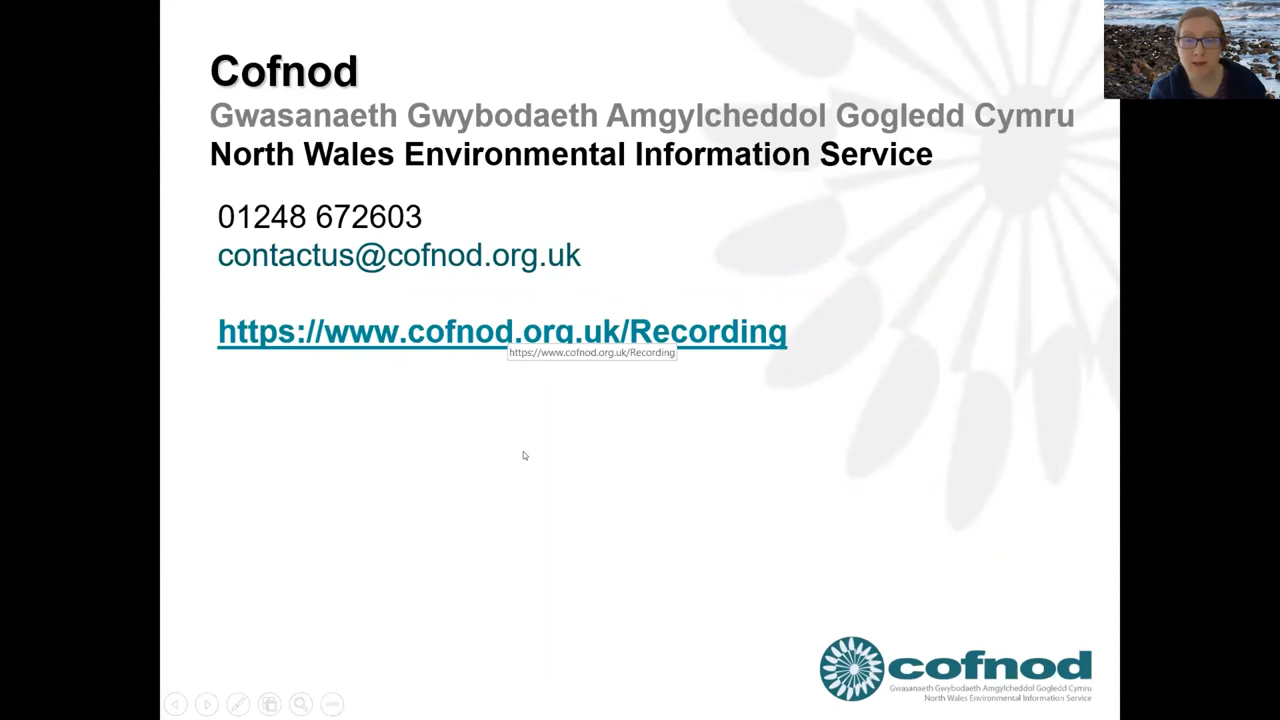 Cofnod
Gwasanaeth Gwybodaeth Amgylcheddol Gogledd Cymru
North Wales Environmental Information Service
01248 672603
contactus@cofnod.org.uk
https://www.cofnod.org.uk/Recording
https://www.cofnod.org.uk/Recording
cofnod
Gwasanaeth Gwybodaeth Amgylcheddol Gogledd Cymru
North Wales Environmental Information Service